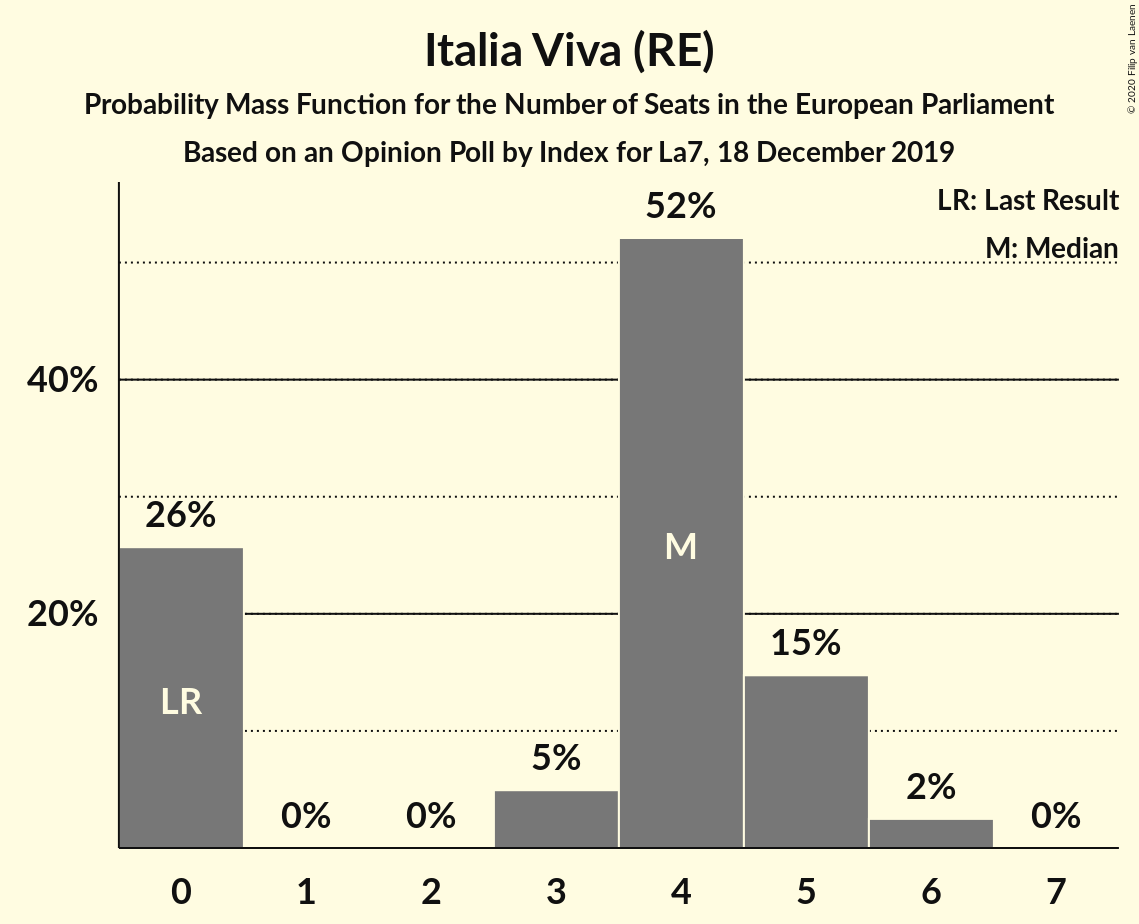 Italia Viva (RE)
Probability Mass Function for the Number of Seats in the European Parliament
Based on an Opinion Poll by Index for La7, 18 December 2019
© 2020 Filip van Laenen
LR: Last Result
M: Median
52%
40%
26%
M
20%
15%
LR
5%
2%
0%
0%
0%
0 1 2 3 4 5 6 7